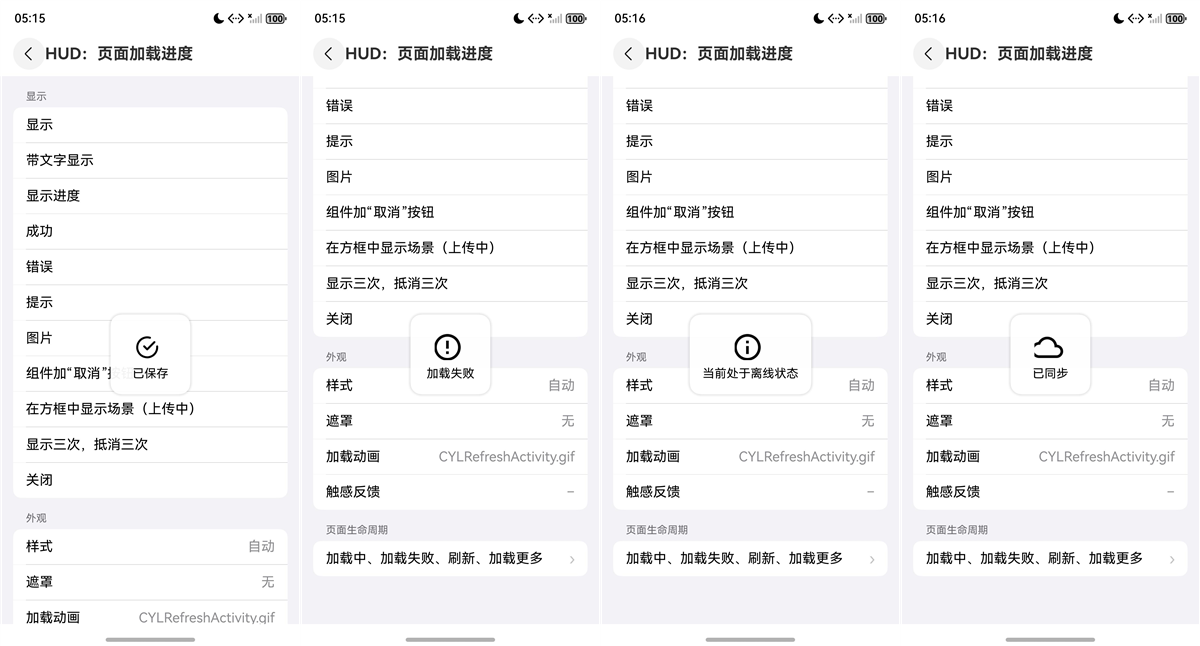 05:15
100
HUD：页面加载进度
显示
显示
带文字显示
显示进度
成功
错误
提示
图片
组件加“取消”按钮
已保存
在方框中显示场景（上传中）
显示三次，抵消三次
关闭
外观
样式 自动
遮罩 无
加载动画 CYLRefreshActivity.gif
05:15
100
HUD：页面加载进度
错误
提示
图片
组件加“取消”按钮
在方框中显示场景（上传中）
显示三次，抵消三次
关闭
加载失败
外观
样式 自动
遮罩 无
加载动画 CYLRefreshActivity.gif
触感反馈 –
页面生命周期
加载中、加载失败、刷新、加载更多
05:16
100
HUD：页面加载进度
错误
提示
图片
组件加“取消”按钮
在方框中显示场景（上传中）
显示三次，抵消三次
关闭
当前处于离线状态
外观
样式 自动
遮罩 无
加载动画 CYLRefreshActivity.gif
触感反馈 –
页面生命周期
加载中、加载失败、刷新、加载更多
05:16
100
HUD：页面加载进度
错误
提示
图片
组件加“取消”按钮
在方框中显示场景（上传中）
显示三次，抵消三次
关闭
已同步
外观
样式 自动
遮罩 无
加载动画 CYLRefreshActivity.gif
触感反馈 –
页面生命周期
加载中、加载失败、刷新、加载更多